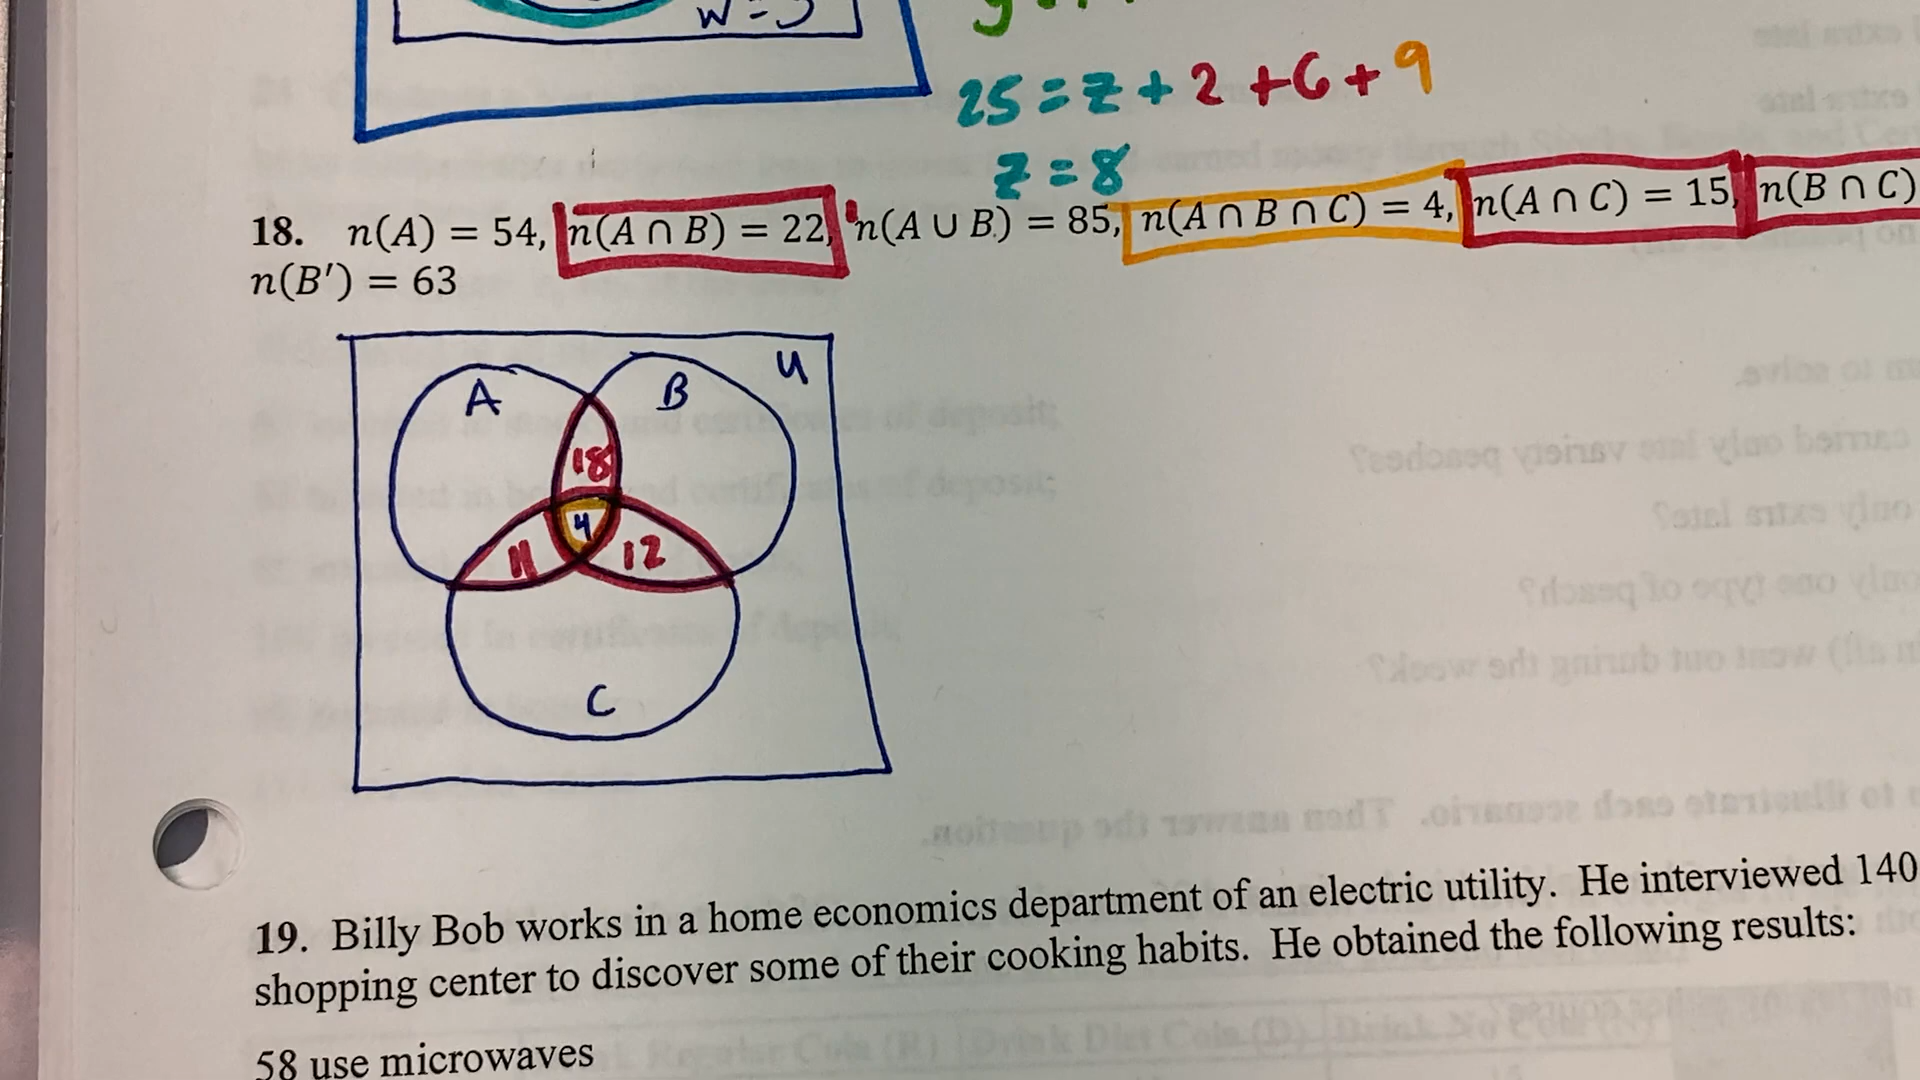 w = 5
25 = z + 2 + 6 + 9
z = 8
18. n(A) = 54, n(A ∩ B) = 22, n(A ∪ B) = 85, n(A ∩ B ∩ C) = 4, n(A ∩ C) = 15, n(B ∩ C)
n(B′) = 63
A B U
18
4
11 12
C
19. Billy Bob works in a home economics department of an electric utility. He interviewed 140
shopping center to discover some of their cooking habits. He obtained the following results:
58 use microwaves